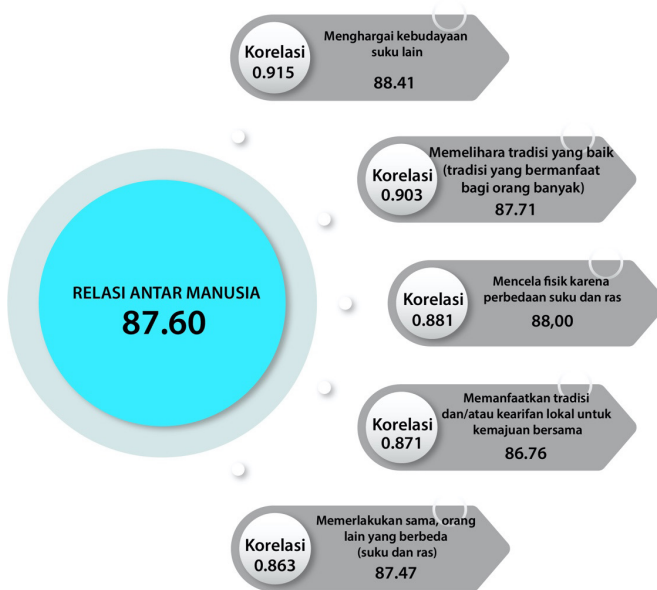 Korelasi
0.915
Menghargai kebudayaan
suku lain
88.41
Korelasi
0.903
Memelihara tradisi yang baik
(tradisi yang bermanfaat
bagi orang banyak)
87.71
RELASI ANTAR MANUSIA
87.60
Korelasi
0.881
Mencela fisik karena
perbedaan suku dan ras
88,00
Korelasi
0.871
Memanfaatkan tradisi
dan/atau kearifan lokal untuk
kemajuan bersama
86.76
Korelasi
0.863
Memerlakukan sama, orang
lain yang berbeda
(suku dan ras)
87.47